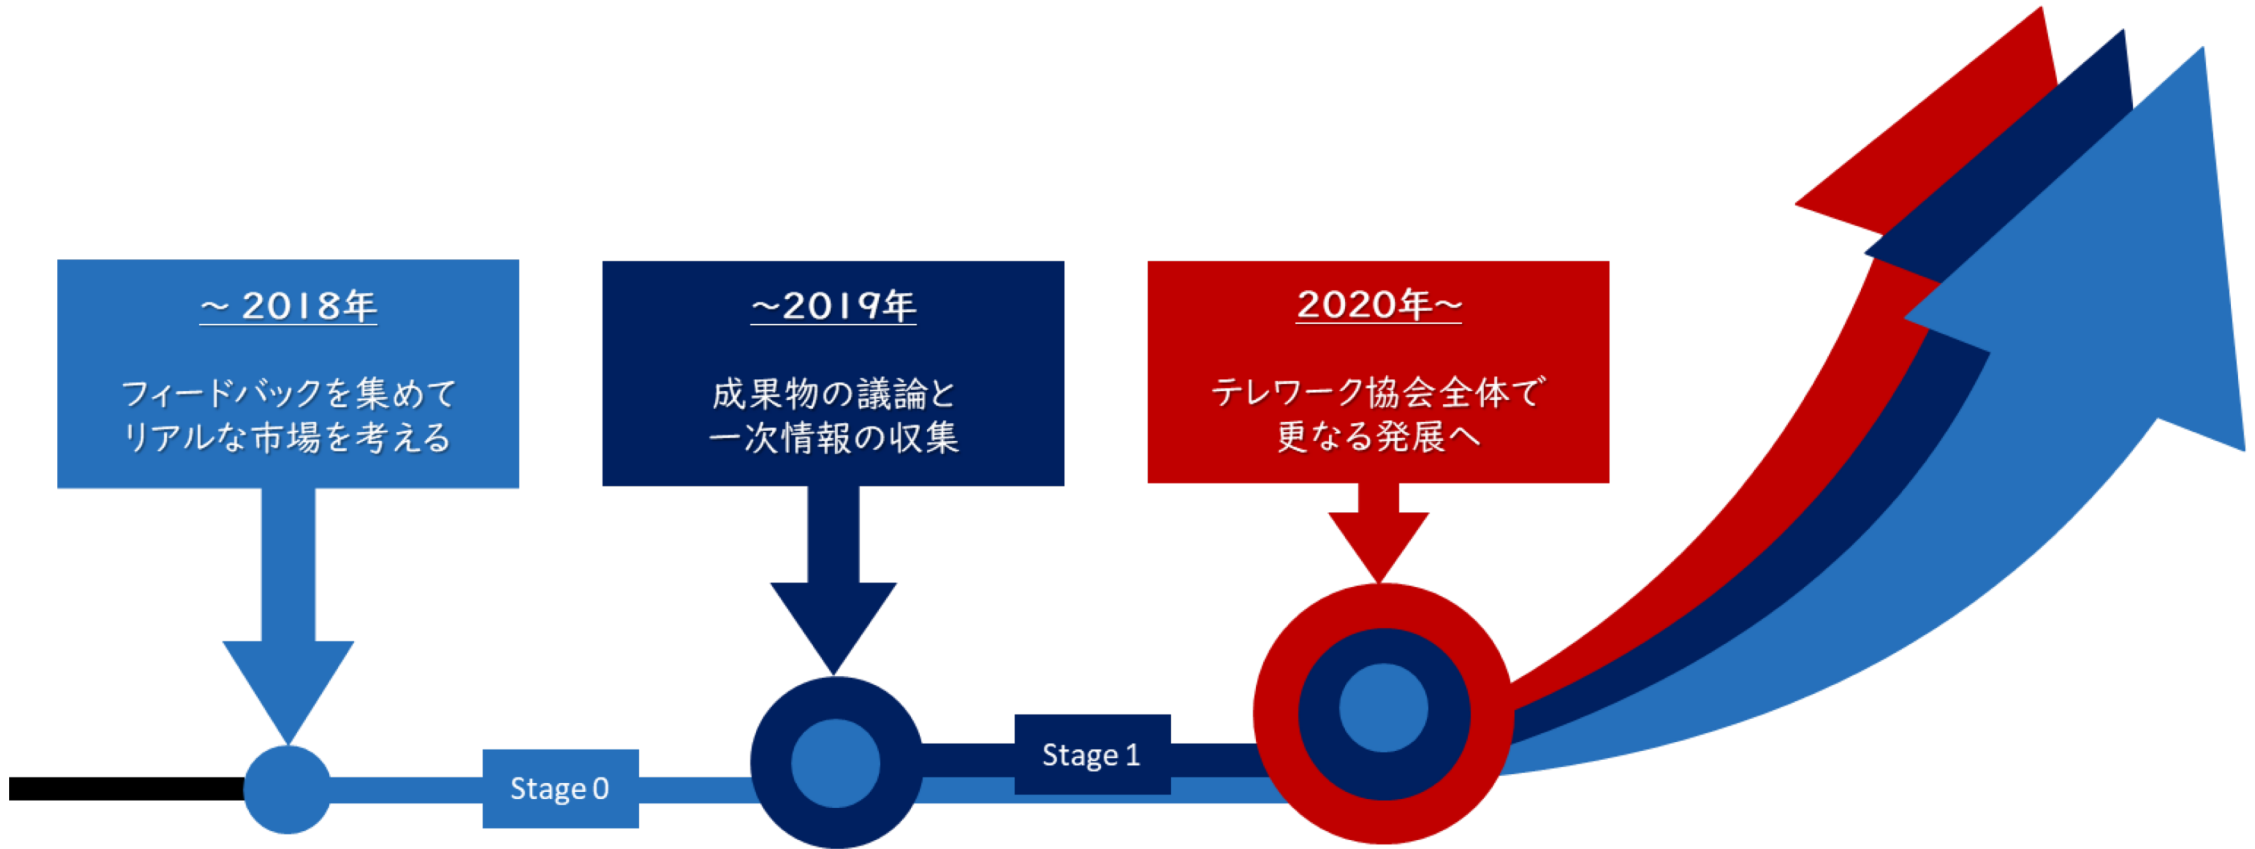 ～ 2018年
フィードバックを集めて
リアルな市場を考える
～2019年
成果物の議論と
一次情報の収集
2020年～
テレワーク協会全体で
更なる発展へ
Stage 0
Stage 1